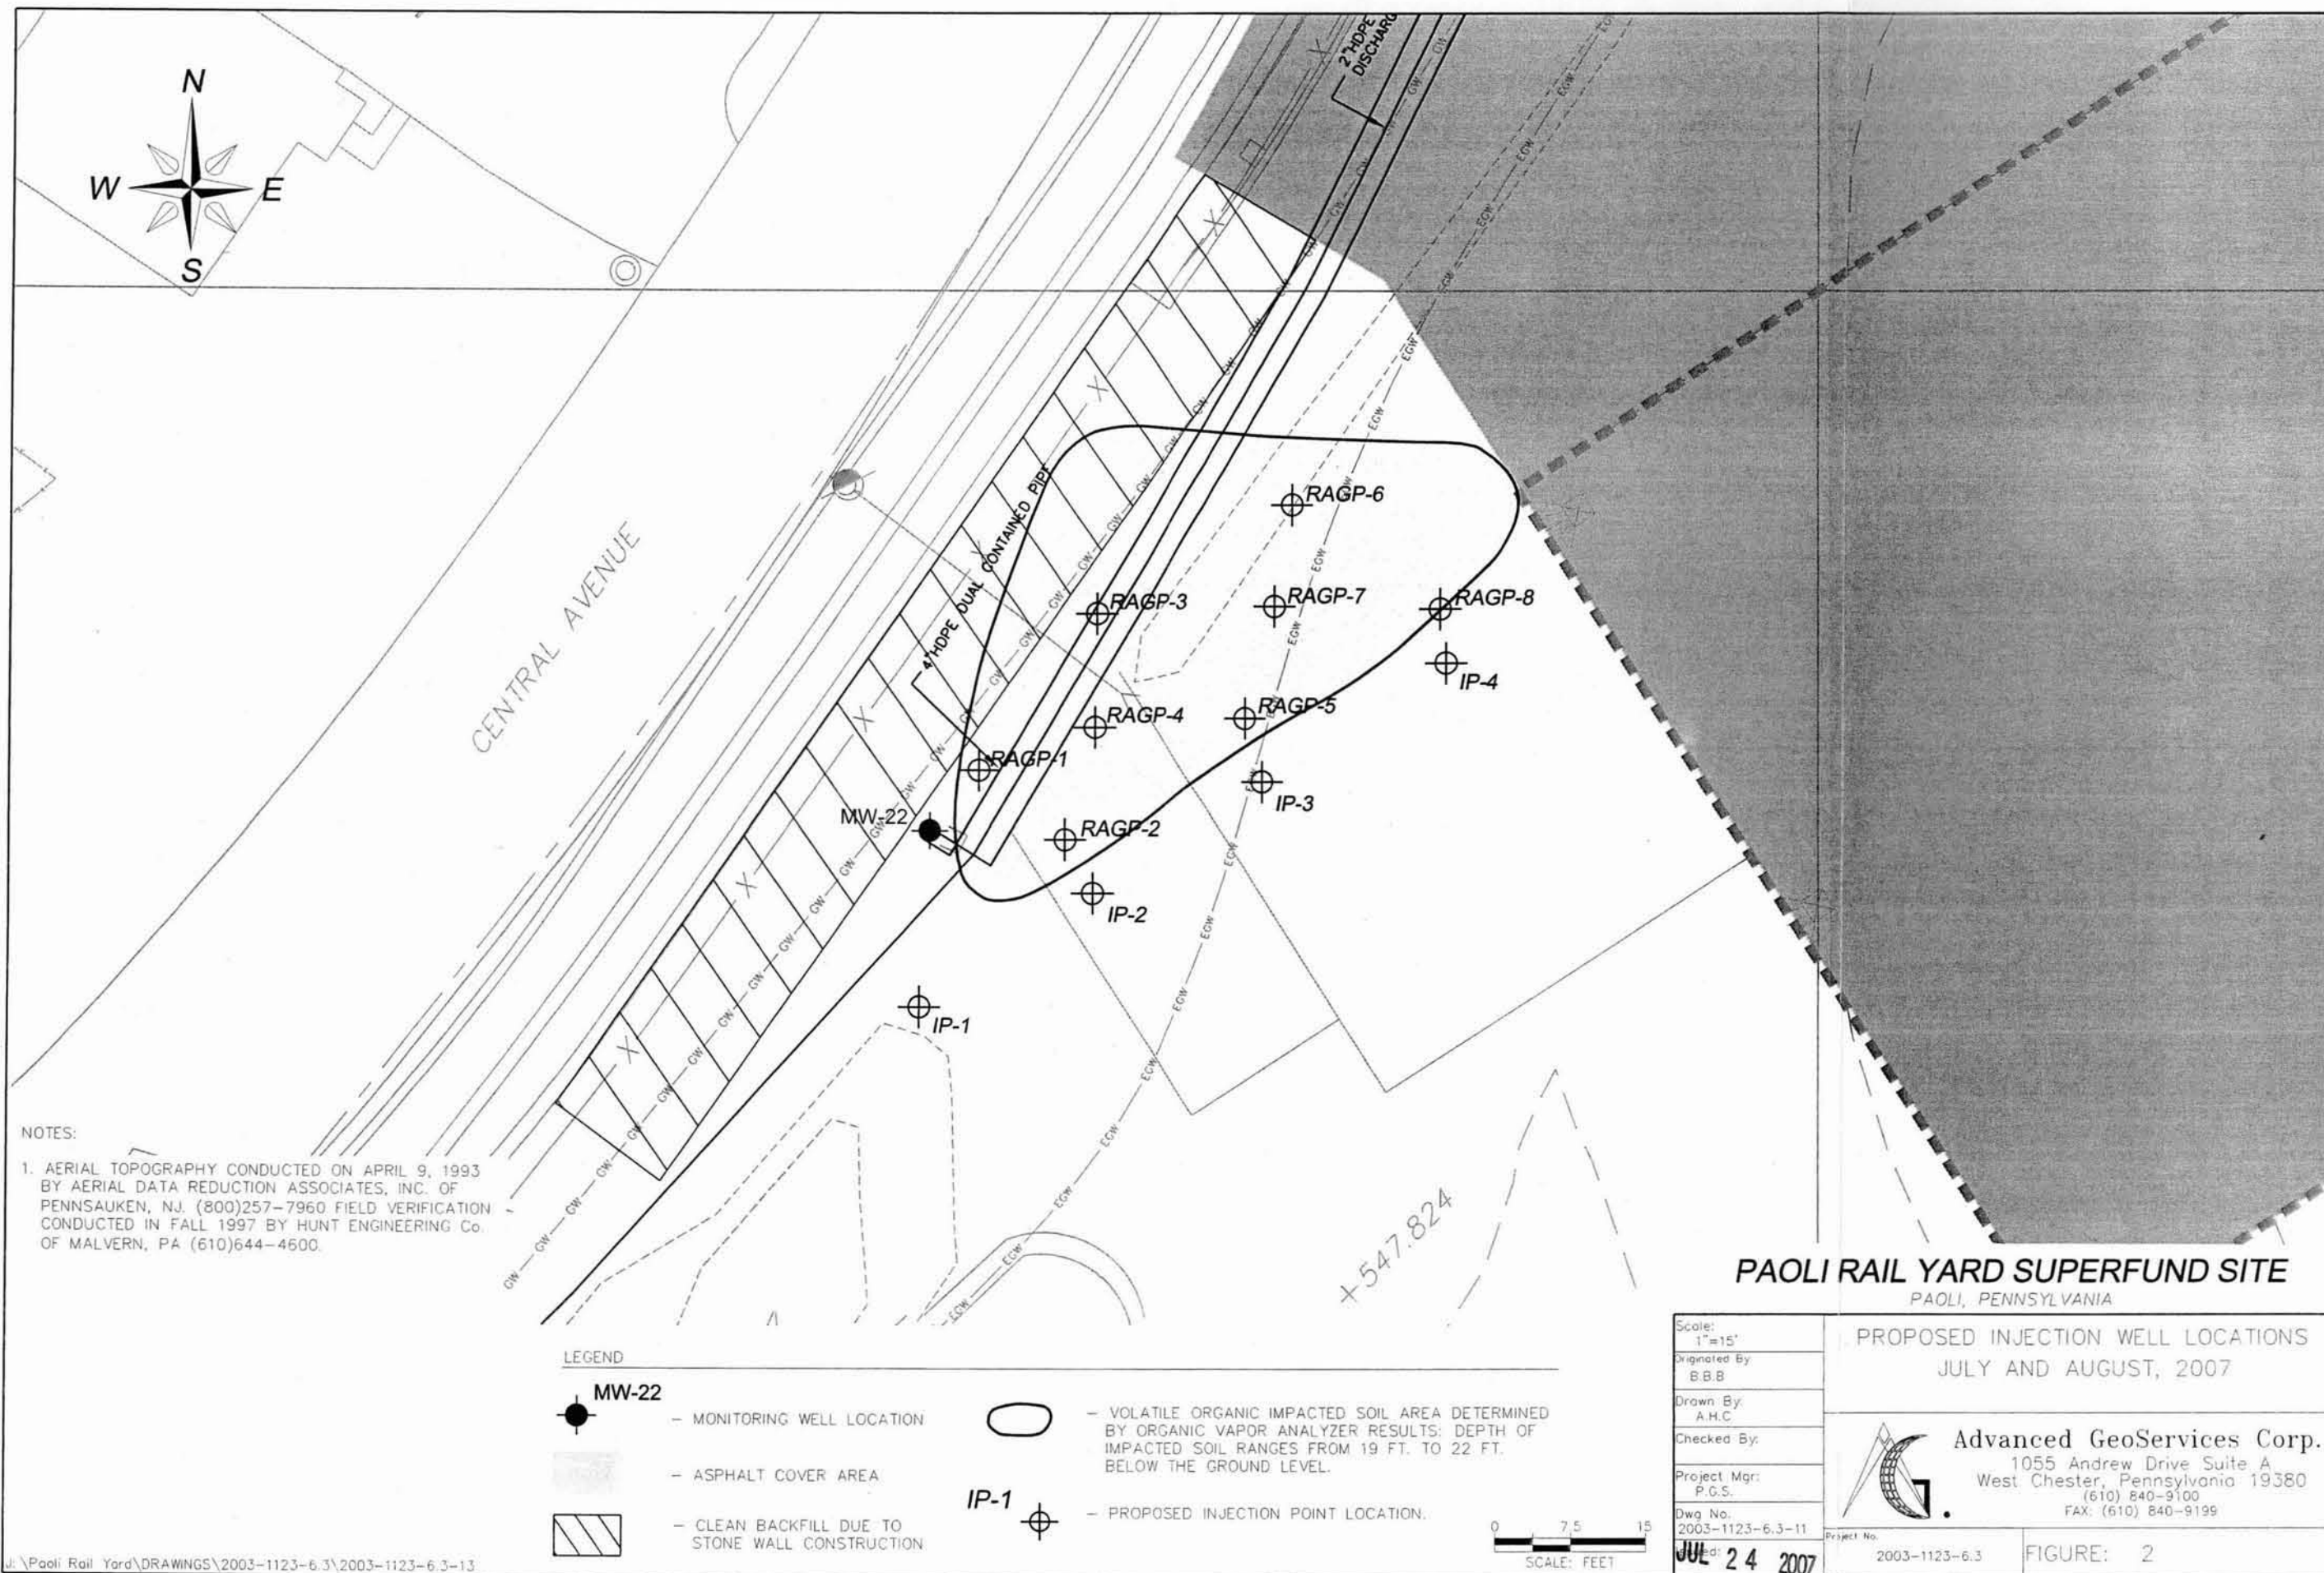 N
W
E
S
2" HDPE
DISCHARG
CENTRAL AVENUE
4" HDPE DUAL CONTAINED PIPE
RAGP-6
RAGP-3
RAGP-7
RAGP-8
IP-4
RAGP-4
RAGP-5
RAGP-1
MW-22
IP-3
RAGP-2
IP-2
IP-1
GW
EGW
X
+547.824
NOTES:
1. AERIAL TOPOGRAPHY CONDUCTED ON APRIL 9, 1993
BY AERIAL DATA REDUCTION ASSOCIATES, INC. OF
PENNSAUKEN, NJ. (800)257-7960 FIELD VERIFICATION
CONDUCTED IN FALL 1997 BY HUNT ENGINEERING Co.
OF MALVERN, PA (610)644-4600.
LEGEND
MW-22
- MONITORING WELL LOCATION
- ASPHALT COVER AREA
- CLEAN BACKFILL DUE TO
STONE WALL CONSTRUCTION
- VOLATILE ORGANIC IMPACTED SOIL AREA DETERMINED
BY ORGANIC VAPOR ANALYZER RESULTS: DEPTH OF
IMPACTED SOIL RANGES FROM 19 FT. TO 22 FT.
BELOW THE GROUND LEVEL.
IP-1
- PROPOSED INJECTION POINT LOCATION.
0 7.5 15
SCALE: FEET
PAOLI RAIL YARD SUPERFUND SITE
PAOLI, PENNSYLVANIA
Scale:
1"=15'
Originated By
B.B.B
Drawn By:
A.H.C
Checked By:
Project Mgr:
P.G.S.
Dwg No.
2003-1123-6.3-11
JUL 24 2007
PROPOSED INJECTION WELL LOCATIONS
JULY AND AUGUST, 2007
G.
Advanced GeoServices Corp.
1055 Andrew Drive Suite A
West Chester, Pennsylvania 19380
(610) 840-9100
FAX: (610) 840-9199
Project No.
2003-1123-6.3
FIGURE: 2
J:\Paoli Rail Yard\DRAWINGS\2003-1123-6.3\2003-1123-6.3-13